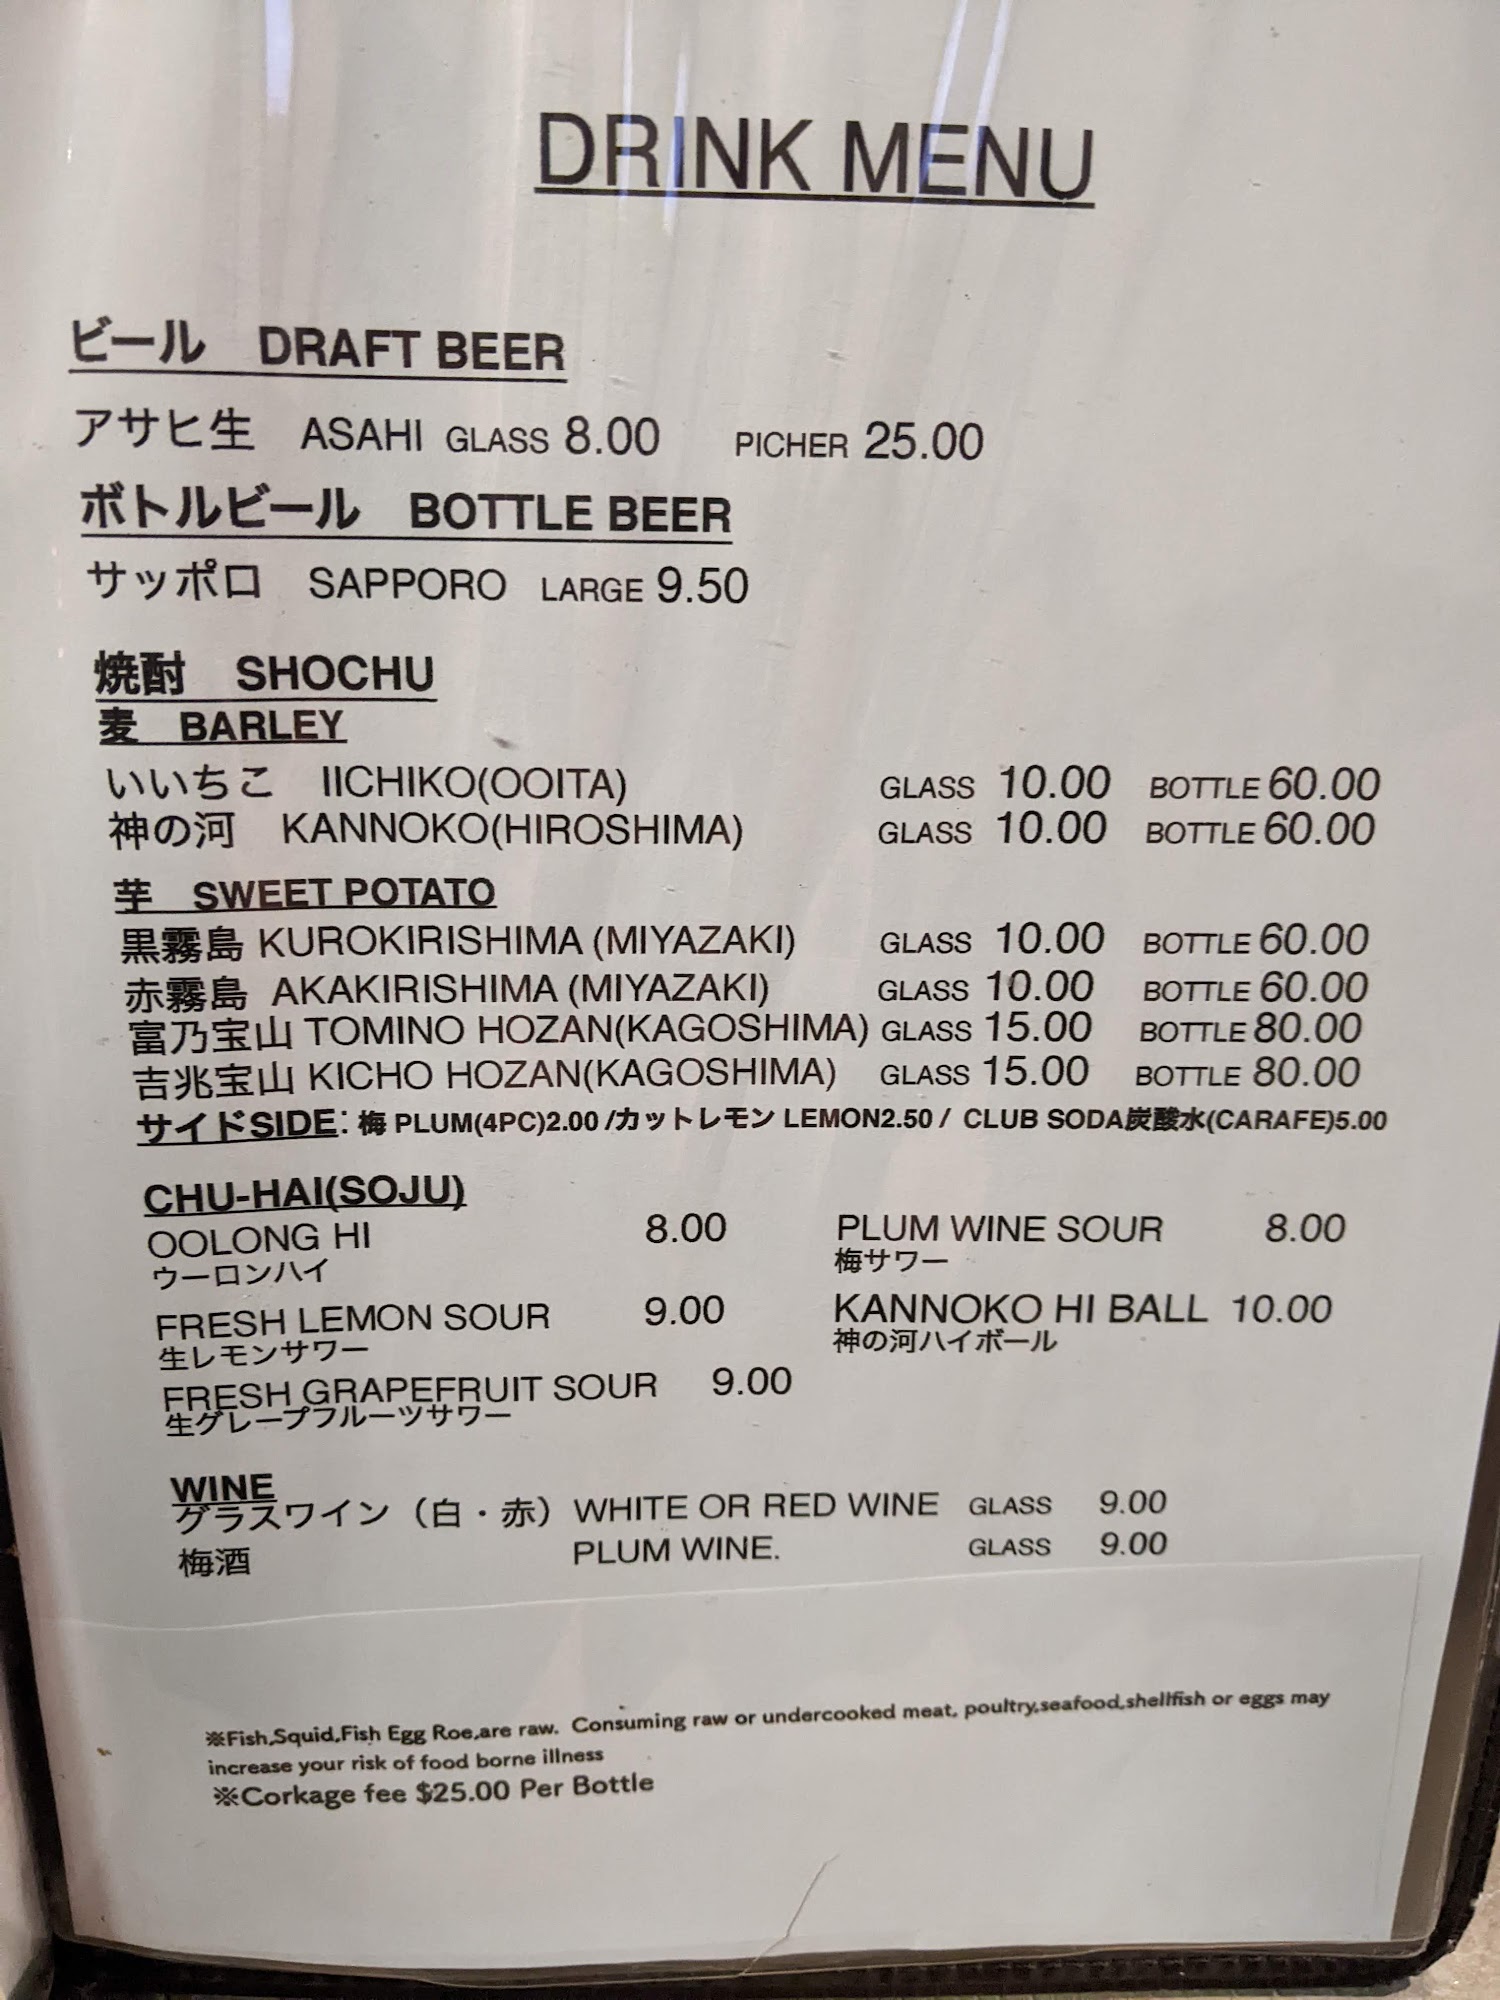 DRINK MENU
ビール DRAFT BEER
アサヒ生 ASAHI GLASS 8.00 PICHER 25.00
ボトルビール BOTTLE BEER
サッポロ SAPPORO LARGE 9.50
焼酎 SHOCHU
麦 BARLEY
いいちこ IICHIKO(OOITA) GLASS 10.00 BOTTLE 60.00
神の河 KANNOKO(HIROSHIMA) GLASS 10.00 BOTTLE 60.00
芋 SWEET POTATO
黒霧島 KUROKIRISHIMA (MIYAZAKI) GLASS 10.00 BOTTLE 60.00
赤霧島 AKAKIRISHIMA (MIYAZAKI) GLASS 10.00 BOTTLE 60.00
富乃宝山 TOMINO HOZAN(KAGOSHIMA) GLASS 15.00 BOTTLE 80.00
吉兆宝山 KICHO HOZAN(KAGOSHIMA) GLASS 15.00 BOTTLE 80.00
サイドSIDE: 梅 PLUM(4PC)2.00 /カットレモン LEMON2.50 / CLUB SODA炭酸水(CARAFE)5.00
CHU-HAI(SOJU)
OOLONG HI 8.00
ウーロンハイ
FRESH LEMON SOUR 9.00
生レモンサワー
FRESH GRAPEFRUIT SOUR 9.00
生グレープフルーツサワー
PLUM WINE SOUR 8.00
梅サワー
KANNOKO HI BALL 10.00
神の河ハイボール
WINE
グラスワイン（白・赤）WHITE OR RED WINE GLASS 9.00
梅酒 PLUM WINE. GLASS 9.00
※Fish,Squid,Fish Egg Roe,are raw. Consuming raw or undercooked meat, poultry,seafood,shellfish or eggs may
increase your risk of food borne illness
※Corkage fee $25.00 Per Bottle